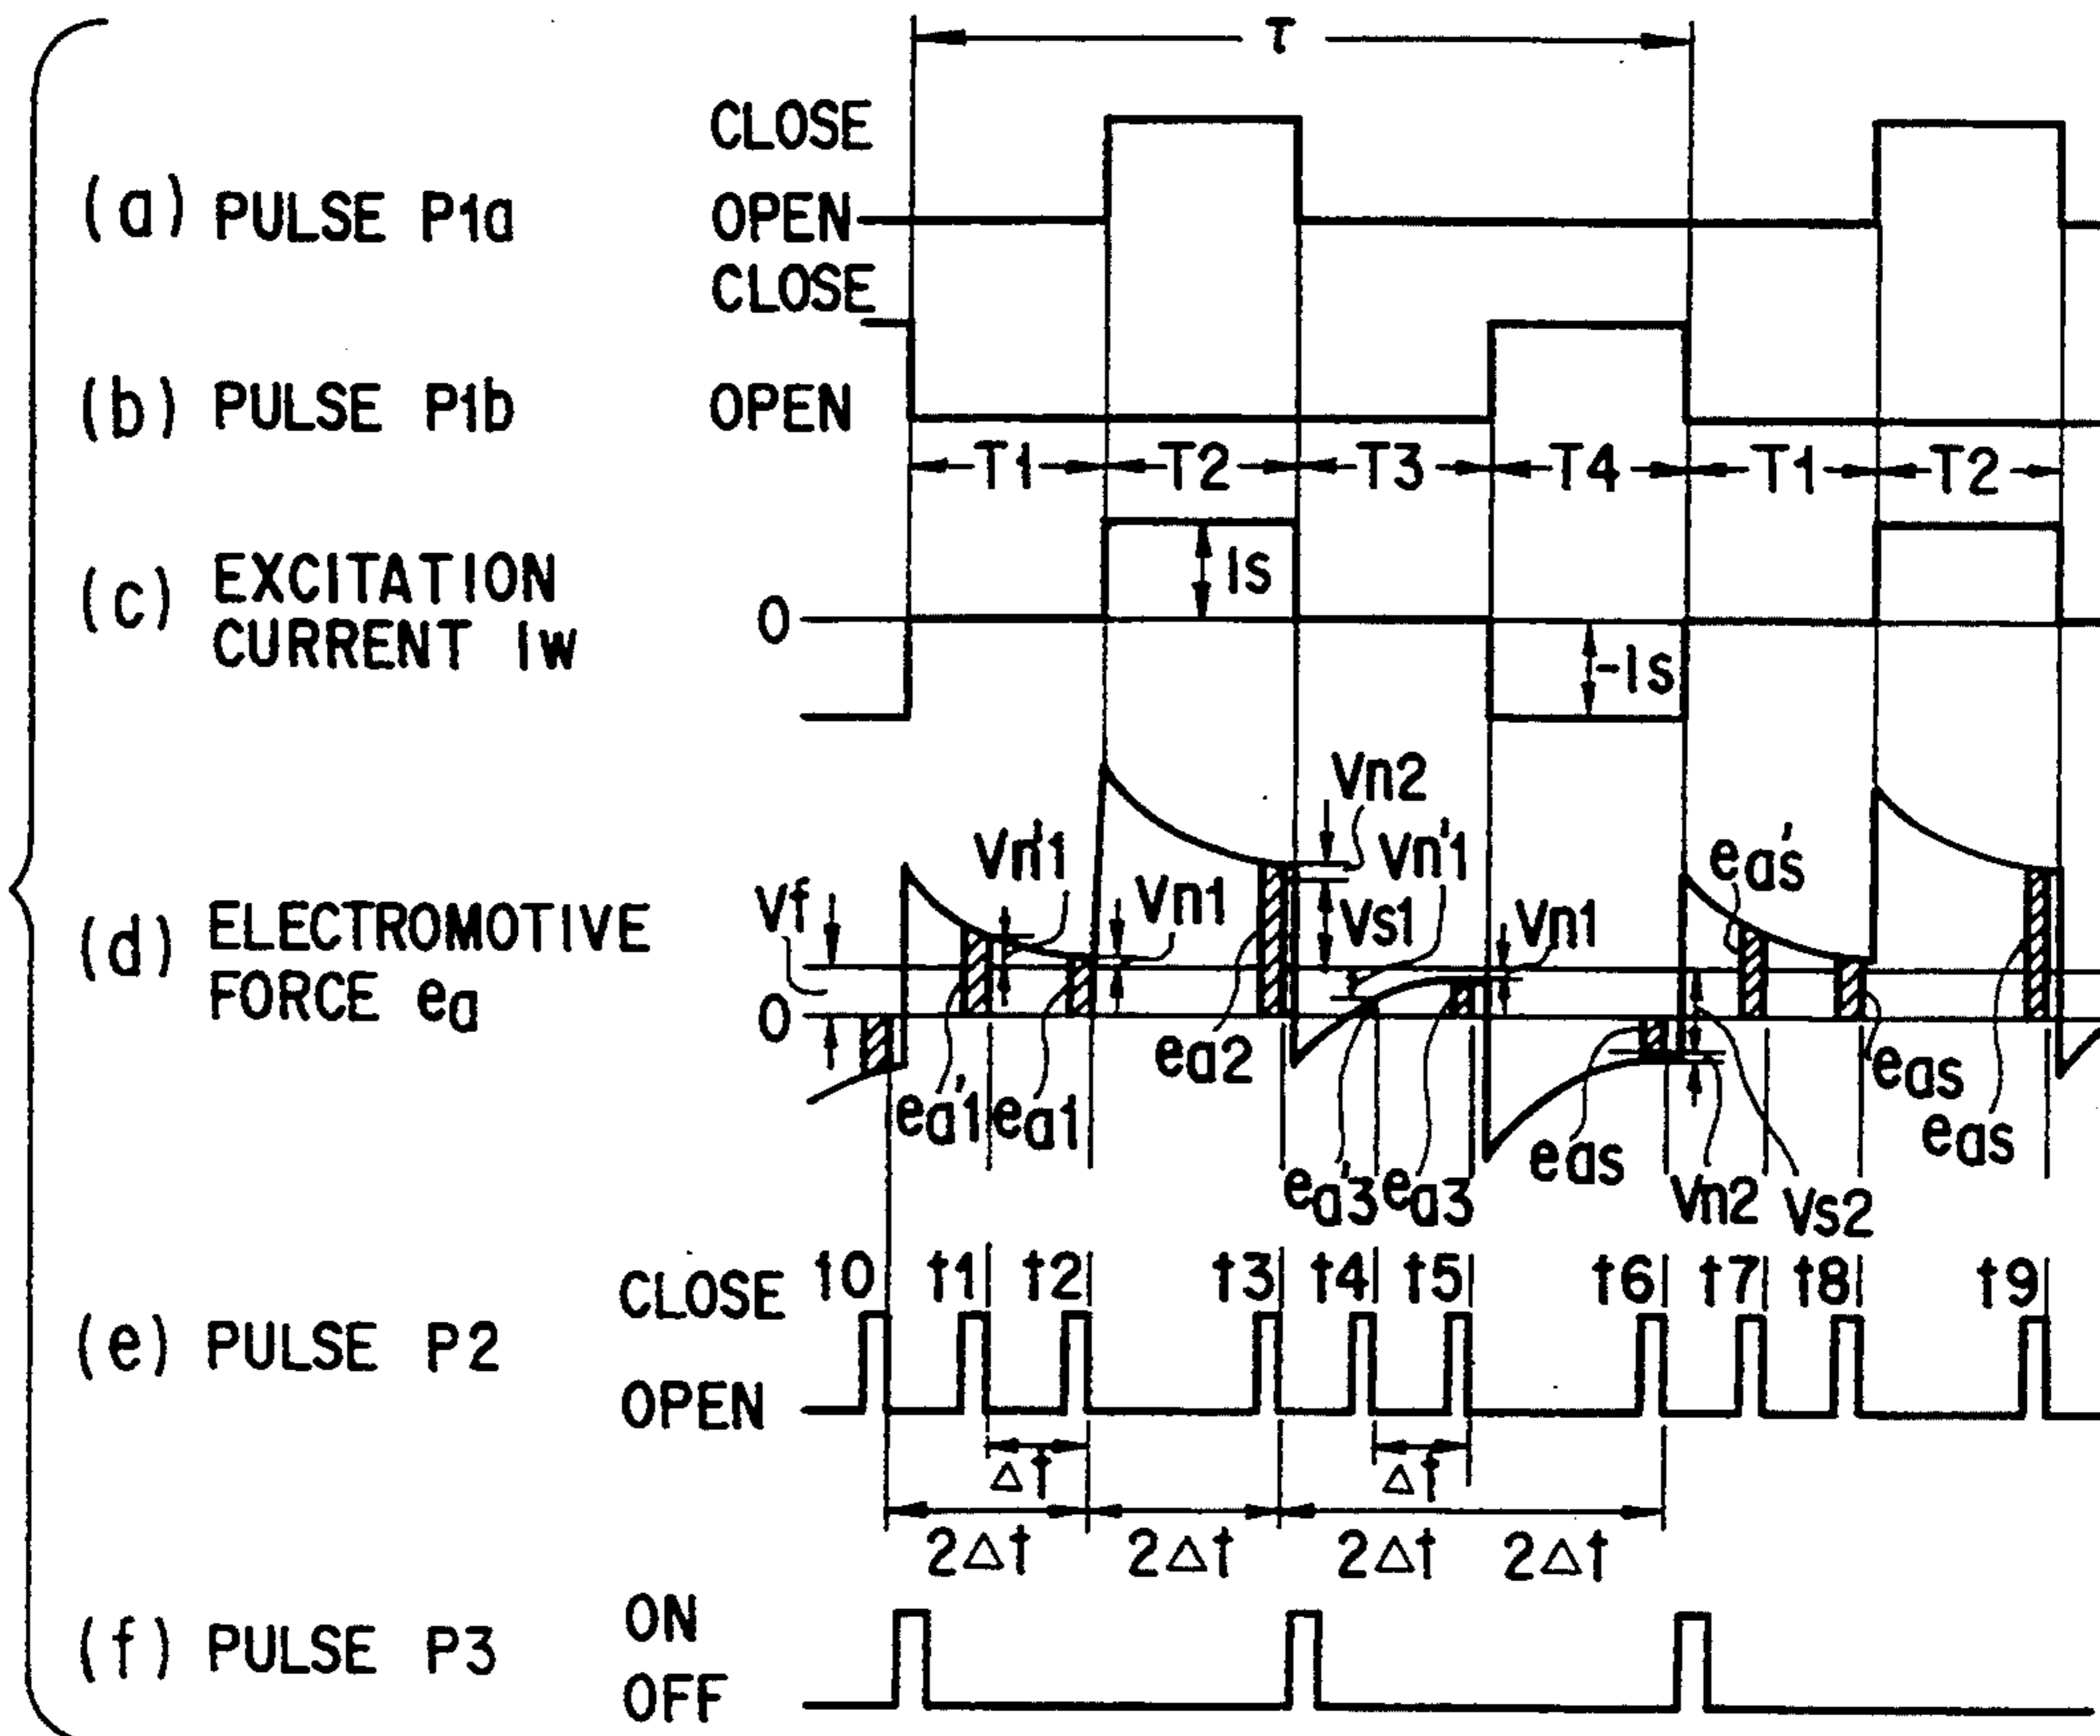 τ
CLOSE
(a) PULSE P1a OPEN
CLOSE
(b) PULSE P1b OPEN
T1 T2 T3 T4 T1 T2
(c) EXCITATION CURRENT Iw
0
Is
-Is
(d) ELECTROMOTIVE FORCE ea
Vn2
Vn'1 Vn'1
ea's
Vf Vn1 Vs1 Vn1
0
ea2 eas
ea'1 ea1 eas eas
ea'3 ea3 Vn2 Vs2
CLOSE t0 t1 t2 t3 t4 t5 t6 t7 t8 t9
(e) PULSE P2
OPEN
Δt Δt
2Δt 2Δt 2Δt 2Δt
ON
(f) PULSE P3
OFF